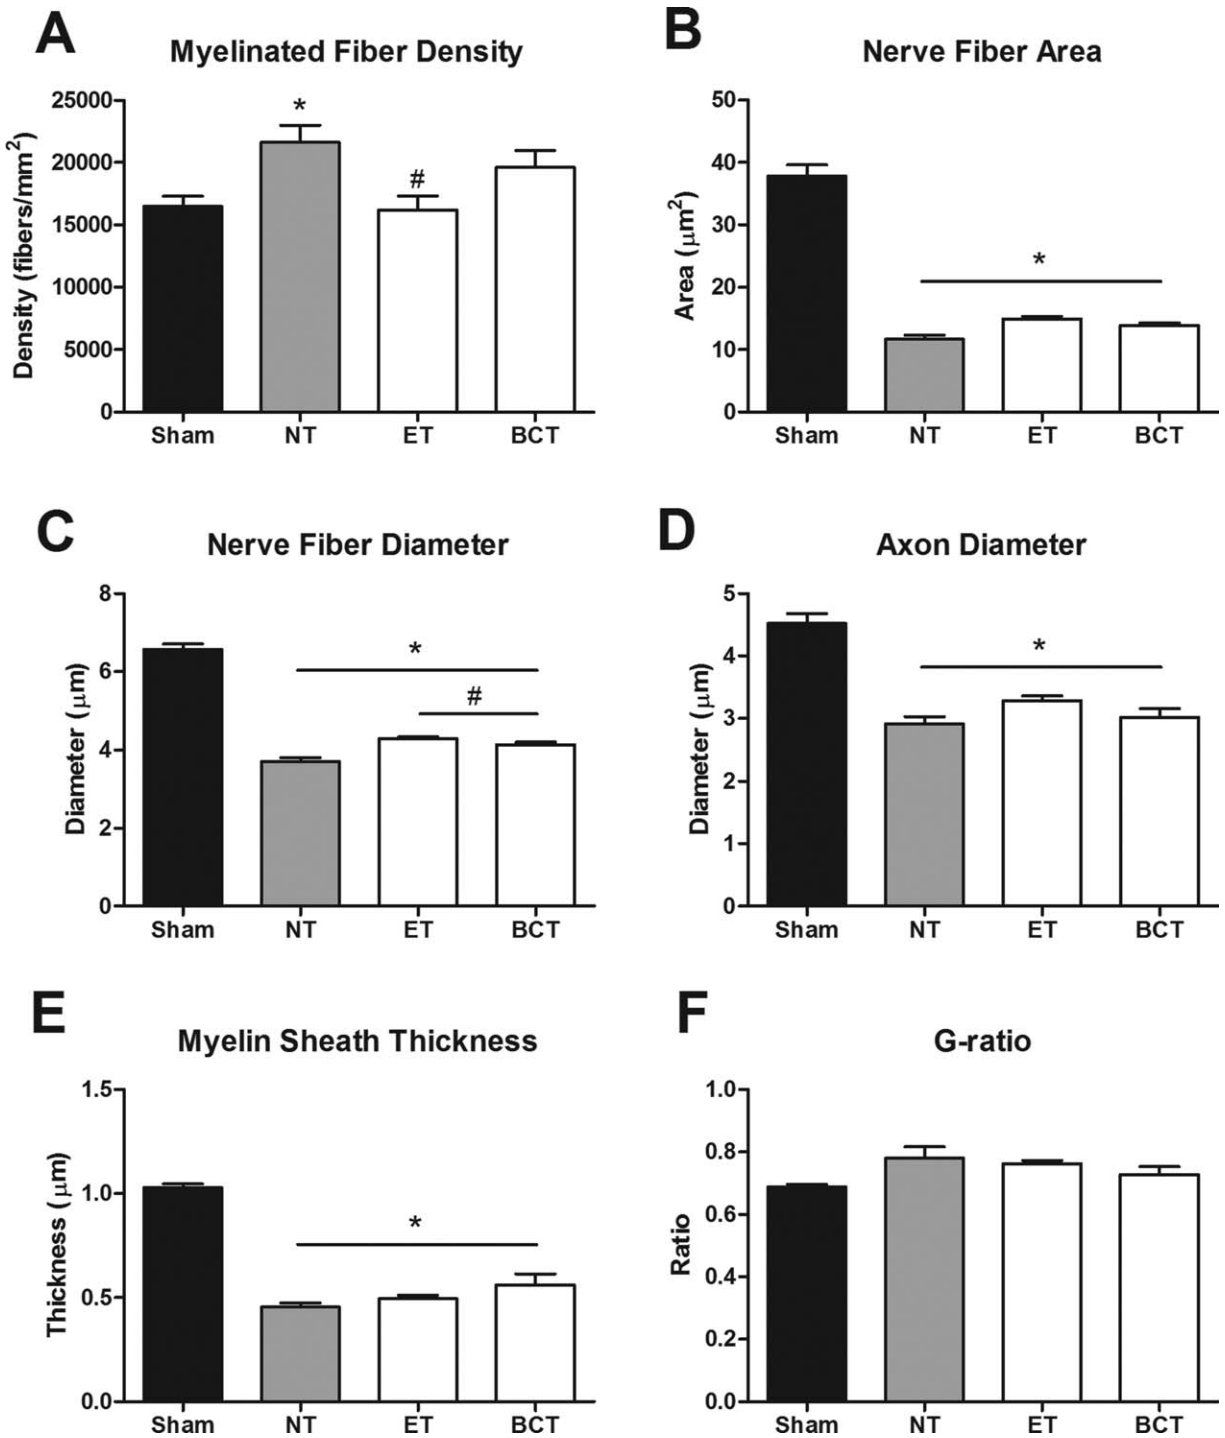 A
Myelinated Fiber Density
Density (fibers/mm²)
25000
20000
15000
10000
5000
0
*
#
Sham NT ET BCT
B
Nerve Fiber Area
Area (μm²)
50
40
30
20
10
0
*
Sham NT ET BCT
C
Nerve Fiber Diameter
Diameter (μm)
8
6
4
2
0
*
#
Sham NT ET BCT
D
Axon Diameter
Diameter (μm)
5
4
3
2
1
0
*
Sham NT ET BCT
E
Myelin Sheath Thickness
Thickness (μm)
1.5
1.0
0.5
0.0
*
Sham NT ET BCT
F
G-ratio
Ratio
1.0
0.8
0.6
0.4
0.2
0.0
Sham NT ET BCT